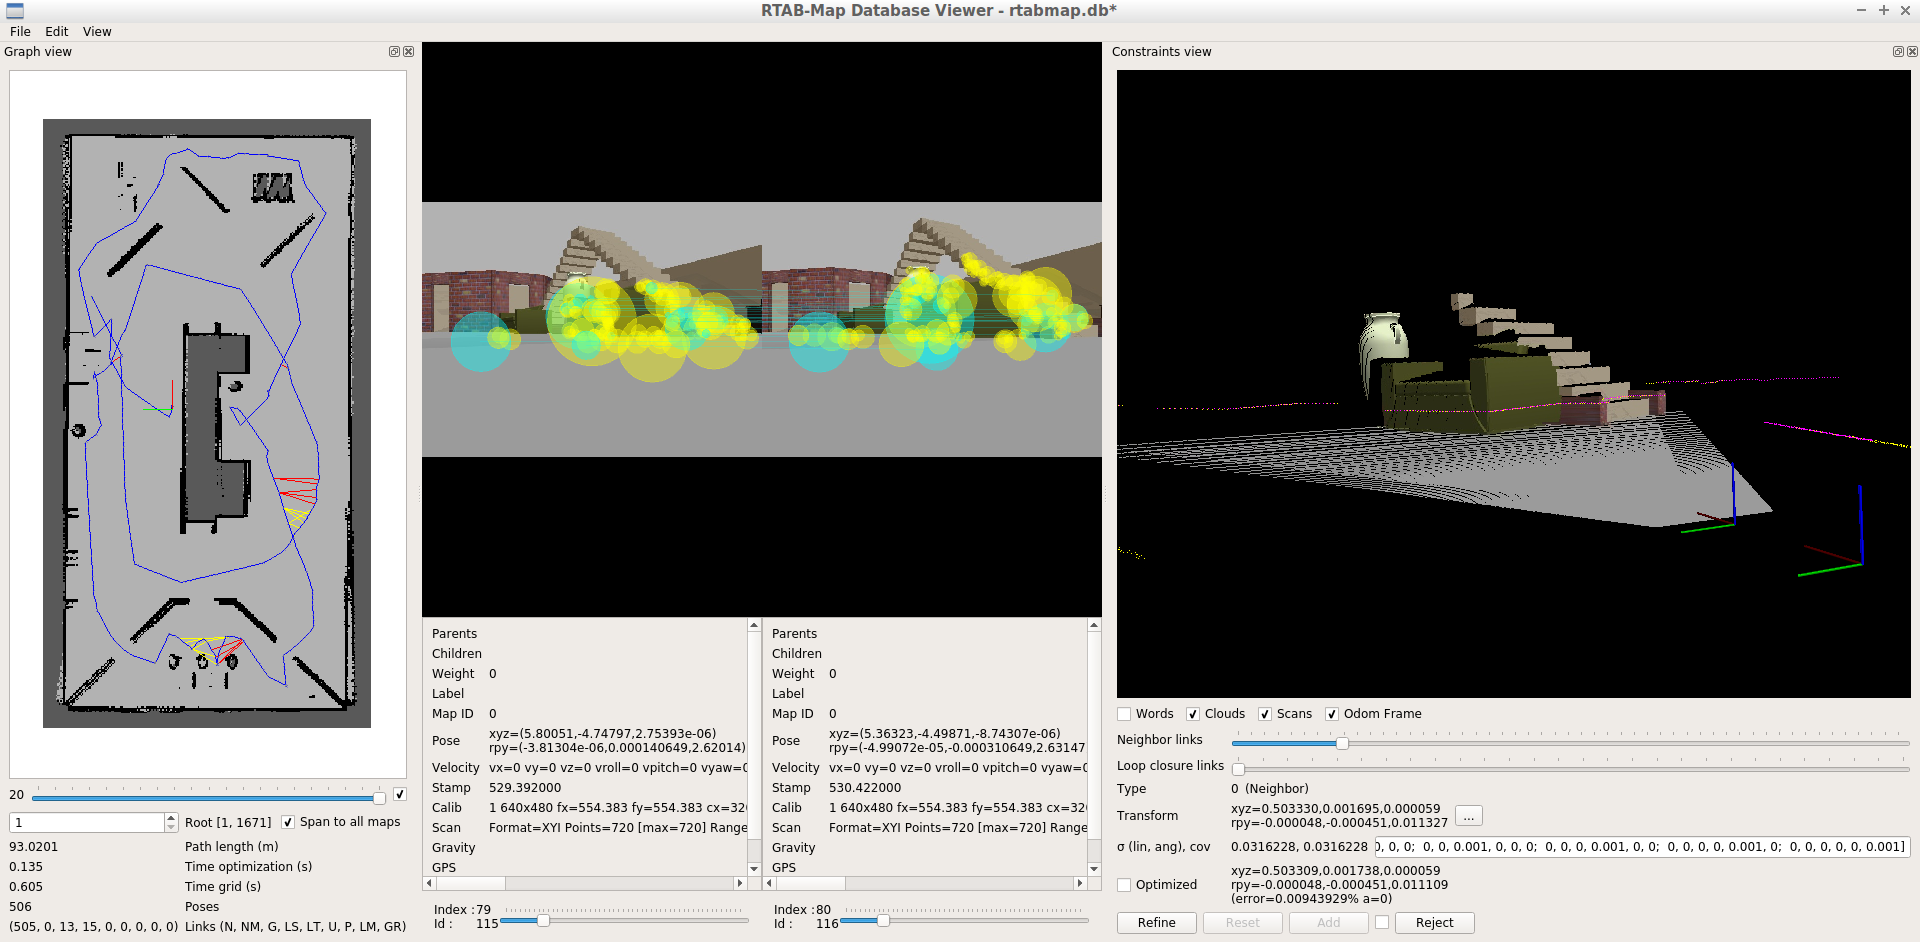 RTAB-Map Database Viewer - rtabmap.db*
File Edit View
Graph view
20
1 Root [1, 1671] Span to all maps
93.0201 Path length (m)
0.135 Time optimization (s)
0.605 Time grid (s)
506 Poses
(505, 0, 13, 15, 0, 0, 0, 0, 0) Links (N, NM, G, LS, LT, U, P, LM, GR)
Parents
Children
Weight 0
Label
Map ID 0
Pose xyz=(5.80051,-4.74797,2.75393e-06)
rpy=(-3.81304e-06,0.000140649,2.62014)
Velocity vx=0 vy=0 vz=0 vroll=0 vpitch=0 vyaw=0
Stamp 529.392000
Calib 1 640x480 fx=554.383 fy=554.383 cx=320
Scan Format=XYI Points=720 [max=720] Range
Gravity
GPS
Index : 79
Id : 115
Parents
Children
Weight 0
Label
Map ID 0
Pose xyz=(5.36323,-4.49871,-8.74307e-06)
rpy=(-4.99072e-05,-0.000310649,2.63147
Velocity vx=0 vy=0 vz=0 vroll=0 vpitch=0 vyaw=0
Stamp 530.422000
Calib 1 640x480 fx=554.383 fy=554.383 cx=320
Scan Format=XYI Points=720 [max=720] Range
Gravity
GPS
Index : 80
Id : 116
Constraints view
Words Clouds Scans Odom Frame
Neighbor links
Loop closure links
Type 0 (Neighbor)
Transform xyz=0.503330,0.001695,0.000059
rpy=-0.000048,-0.000451,0.011327 ...
σ (lin, ang), cov 0.0316228, 0.0316228 0, 0, 0; 0, 0, 0.001, 0, 0, 0; 0, 0, 0, 0.001, 0, 0; 0, 0, 0, 0, 0.001, 0; 0, 0, 0, 0, 0, 0.001]
Optimized xyz=0.503309,0.001738,0.000059
rpy=-0.000048,-0.000451,0.011109
(error=0.00943929% a=0)
Refine Reset Add Reject